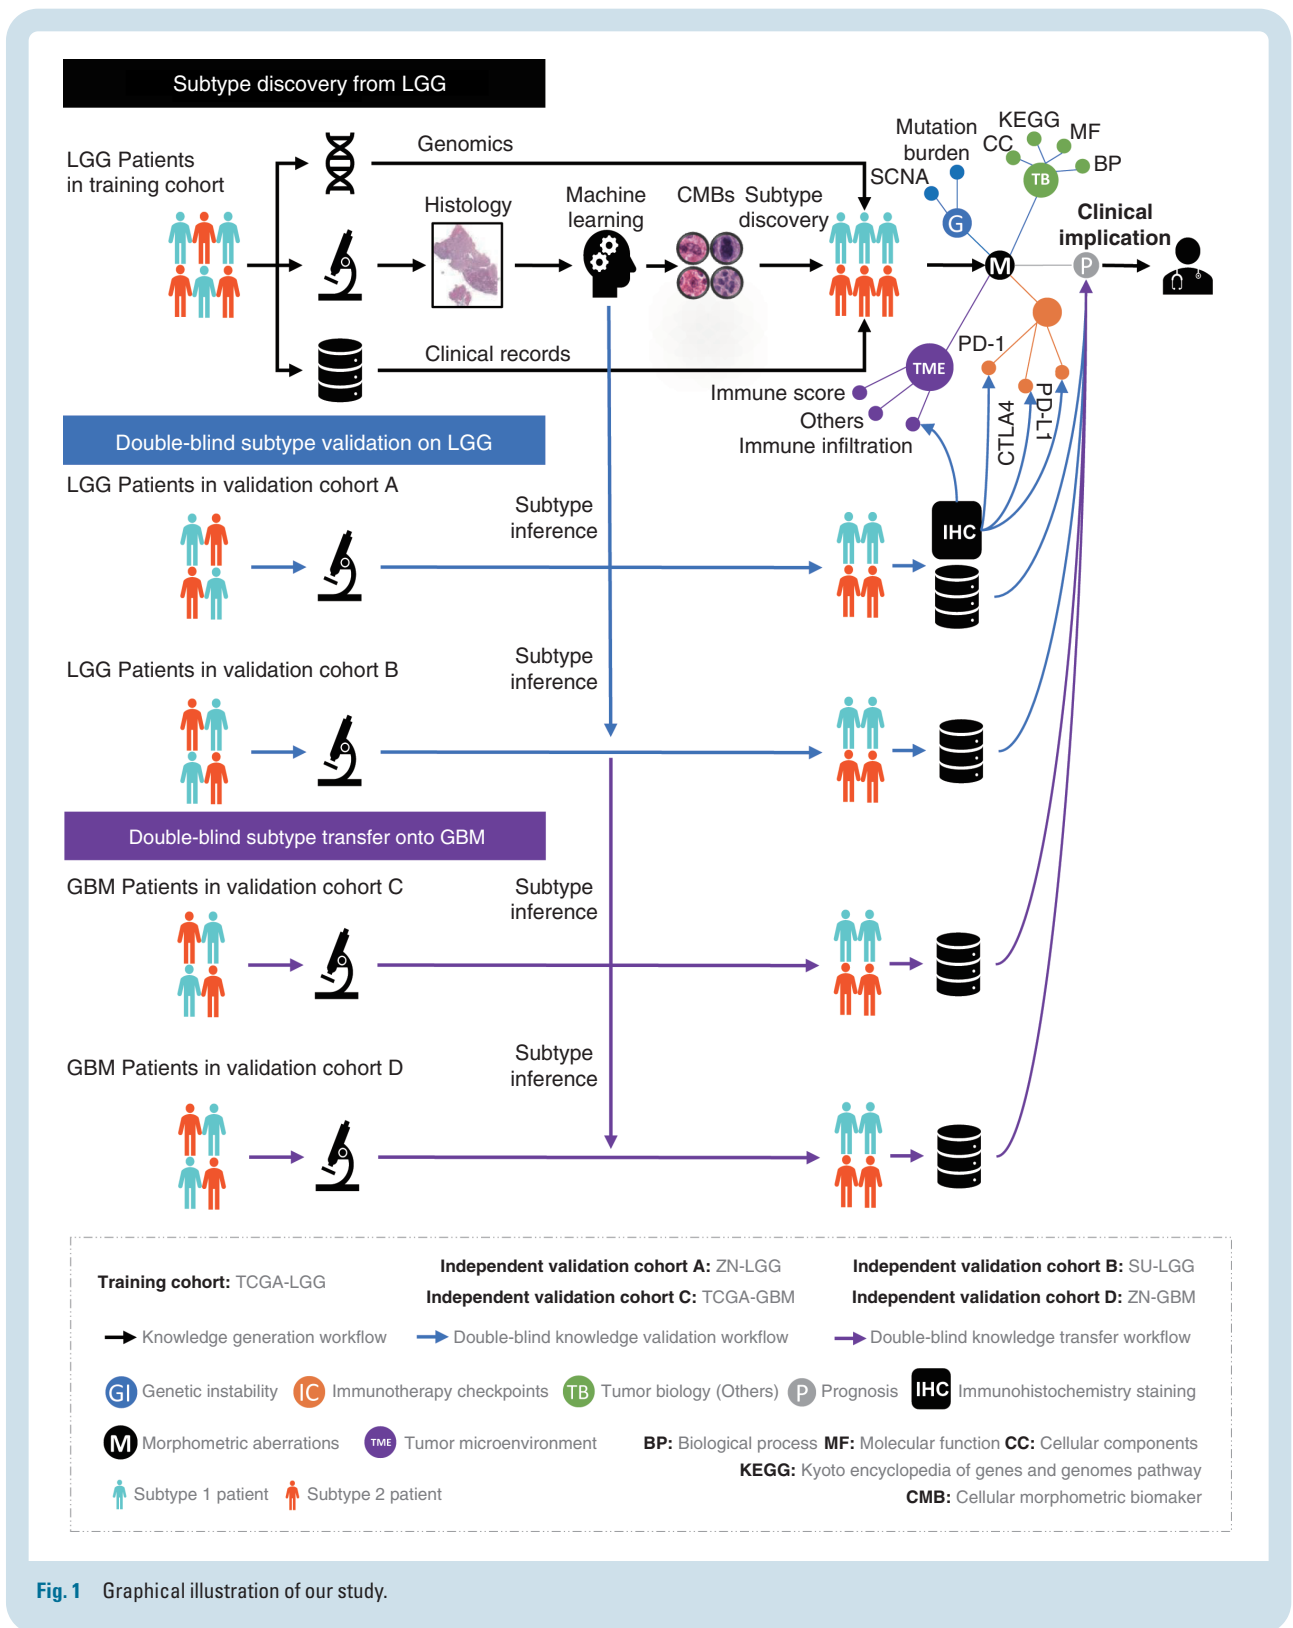 Subtype discovery from LGG
LGG Patients
in training cohort
Genomics
Histology
Machine
learning
CMBs
Subtype
discovery
Clinical records
Mutation
burden
SCNA
G
KEGG
CC
MF
BP
TB
Clinical
implication
M
P
PD-1
CTLA4
PD-L1
TME
Immune score
Others
Immune infiltration
Double-blind subtype validation on LGG
LGG Patients in validation cohort A
Subtype
inference
IHC
LGG Patients in validation cohort B
Subtype
inference
Double-blind subtype transfer onto GBM
GBM Patients in validation cohort C
Subtype
inference
GBM Patients in validation cohort D
Subtype
inference
Training cohort: TCGA-LGG
Independent validation cohort A: ZN-LGG
Independent validation cohort B: SU-LGG
Independent validation cohort C: TCGA-GBM
Independent validation cohort D: ZN-GBM
Knowledge generation workflow
Double-blind knowledge validation workflow
Double-blind knowledge transfer workflow
GI Genetic instability
IC Immunotherapy checkpoints
TB Tumor biology (Others)
P Prognosis
IHC Immunohistochemistry staining
M Morphometric aberrations
TME Tumor microenvironment
BP: Biological process MF: Molecular function CC: Cellular components
KEGG: Kyoto encyclopedia of genes and genomes pathway
CMB: Cellular morphometric biomaker
Subtype 1 patient
Subtype 2 patient
Fig. 1 Graphical illustration of our study.